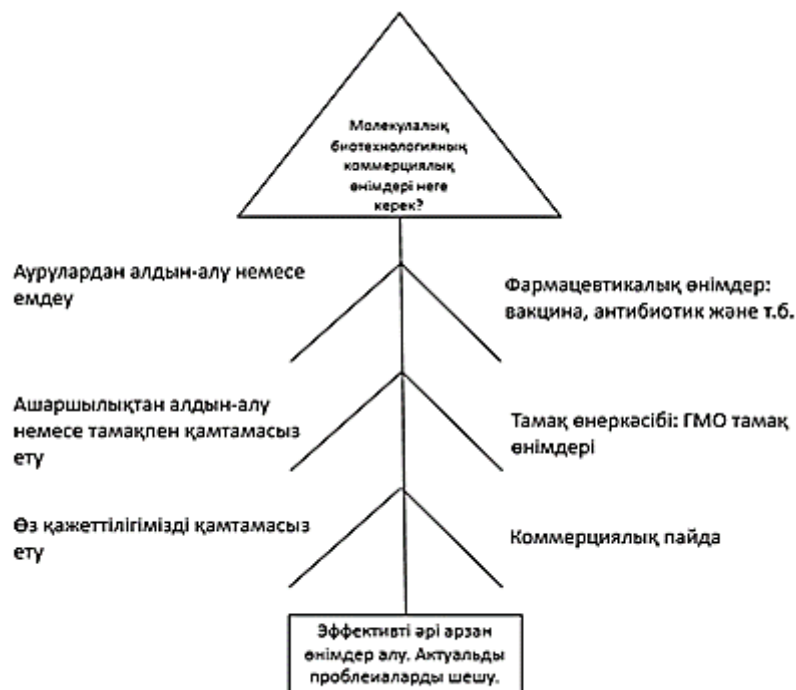 Молекулалық
биотехнологияның
коммерциялық
өнімдері неге
керек?
Аурулардан алдын-алу немесе
емдеу
Фармацевтикалық өнімдер:
вакцина, антибиотик және т.б.
Ашаршылықтан алдын-алу
немесе тамақпен қамтамасыз
ету
Тамақ өнеркәсібі: ГМО тамақ
өнімдері
Өз қажеттілігімізді қамтамасыз
ету
Коммерциялық пайда
Эффективті әрі арзан
өнімдер алу. Актуальды
проблеиаларды шешу.